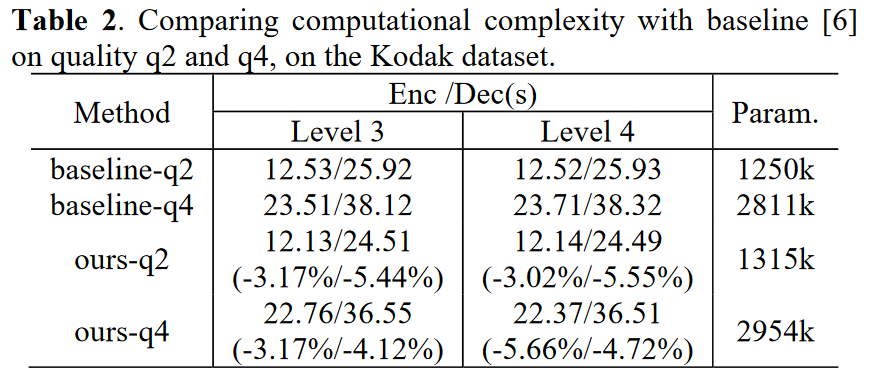 Table 2. Comparing computational complexity with baseline [6]
on quality q2 and q4, on the Kodak dataset.
Method Enc /Dec(s) Param.
Level 3 Level 4
baseline-q2 12.53/25.92 12.52/25.93 1250k
baseline-q4 23.51/38.12 23.71/38.32 2811k
ours-q2 12.13/24.51 12.14/24.49 1315k
(-3.17%/-5.44%) (-3.02%/-5.55%)
ours-q4 22.76/36.55 22.37/36.51 2954k
(-3.17%/-4.12%) (-5.66%/-4.72%)